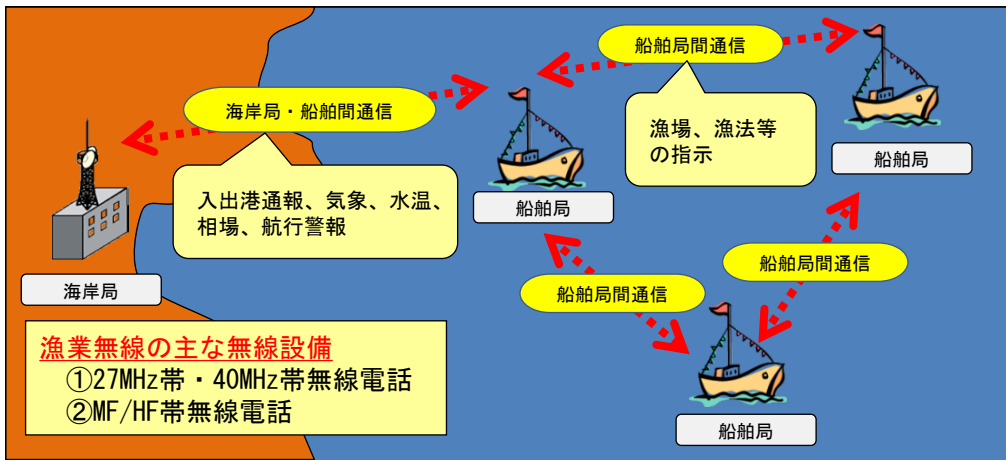 船舶局間通信
海岸局・船舶間通信
漁場、漁法等
の指示
船舶局
入出港通報、気象、水温、
相場、航行警報
船舶局
海岸局
船舶局間通信
船舶局間通信
漁業無線の主な無線設備
①27MHz帯・40MHz帯無線電話
②MF/HF帯無線電話
船舶局